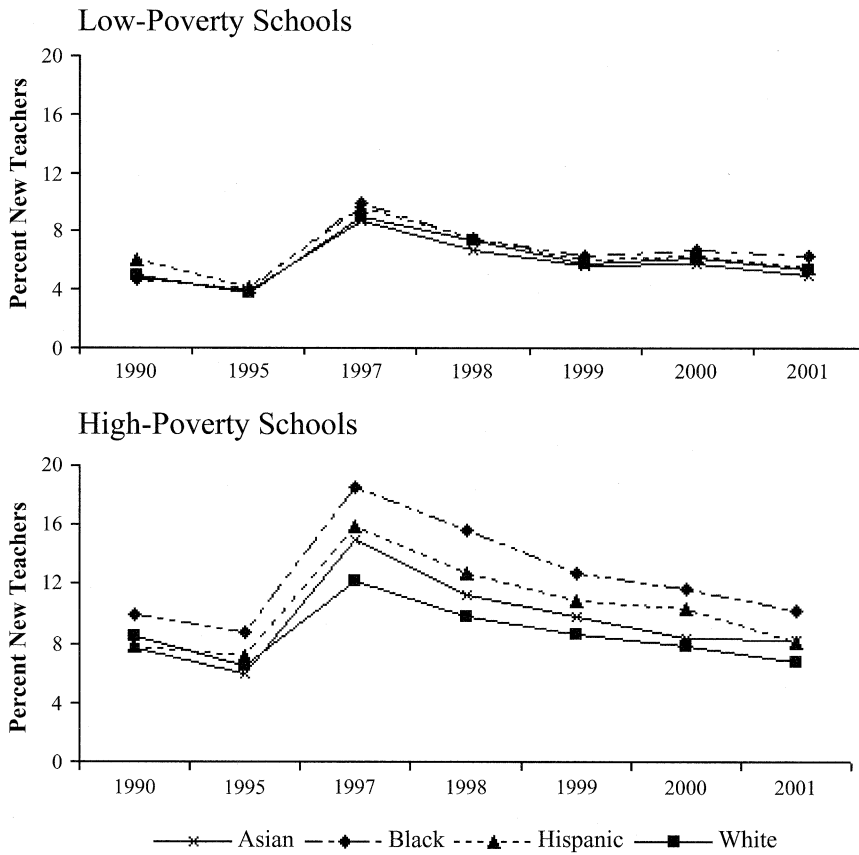 Low-Poverty Schools
Percent New Teachers
20
16
12
8
4
0
1990 1995 1997 1998 1999 2000 2001
High-Poverty Schools
Percent New Teachers
20
16
12
8
4
0
1990 1995 1997 1998 1999 2000 2001
Asian Black Hispanic White